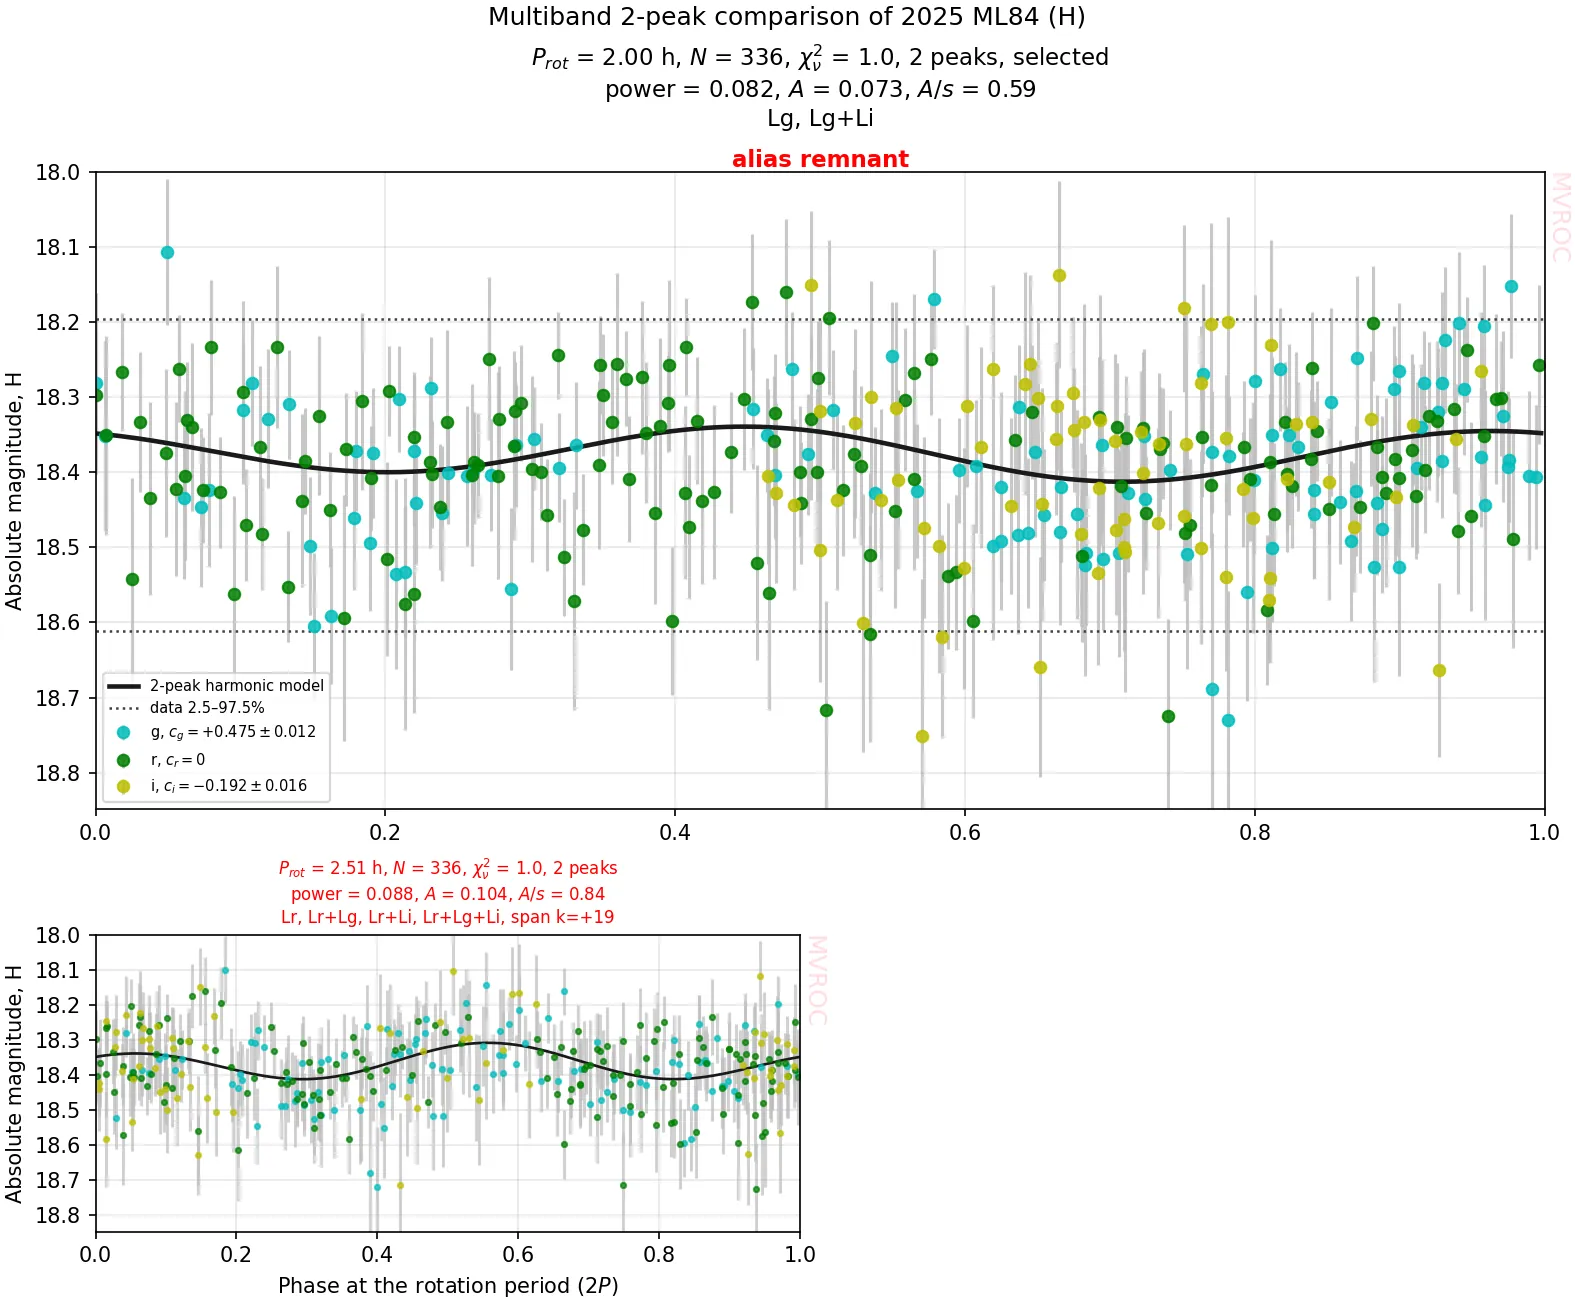 Multiband 2-peak comparison of 2025 ML84 (H)
P_rot = 2.00 h, N = 336, χ²_ν = 1.0, 2 peaks, selected
power = 0.082, A = 0.073, A/s = 0.59
Lg, Lg+Li
alias remnant
MVROC
Absolute magnitude, H
18.0
18.1
18.2
18.3
18.4
18.5
18.6
18.7
18.8
2-peak harmonic model
data 2.5–97.5%
g, c_g = +0.475 ± 0.012
r, c_r = 0
i, c_i = −0.192 ± 0.016
0.0 0.2 0.4 0.6 0.8 1.0
P_rot = 2.51 h, N = 336, χ²_ν = 1.0, 2 peaks
power = 0.088, A = 0.104, A/s = 0.84
Lr, Lr+Lg, Lr+Li, Lr+Lg+Li, span k=+19
MVROC
Absolute magnitude, H
18.0
18.1
18.2
18.3
18.4
18.5
18.6
18.7
18.8
0.0 0.2 0.4 0.6 0.8 1.0
Phase at the rotation period (2P)